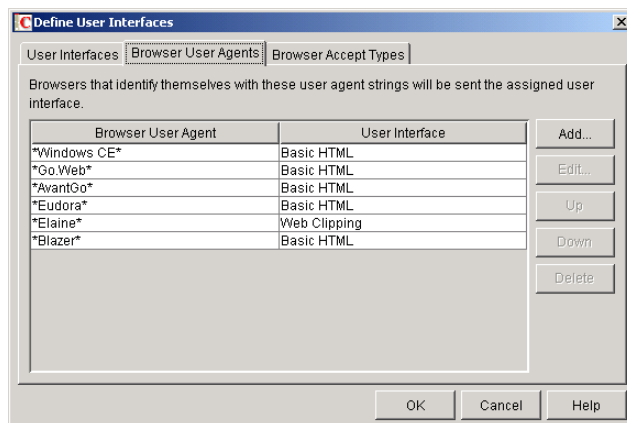 Define User Interfaces
User Interfaces Browser User Agents Browser Accept Types
Browsers that identify themselves with these user agent strings will be sent the assigned user
interface.
Browser User Agent User Interface Add...
*Windows CE* Basic HTML
*Go.Web* Basic HTML Edit...
*AvantGo* Basic HTML
*Eudora* Basic HTML Up
*Elaine* Web Clipping
*Blazer* Basic HTML Down
Delete
OK Cancel Help